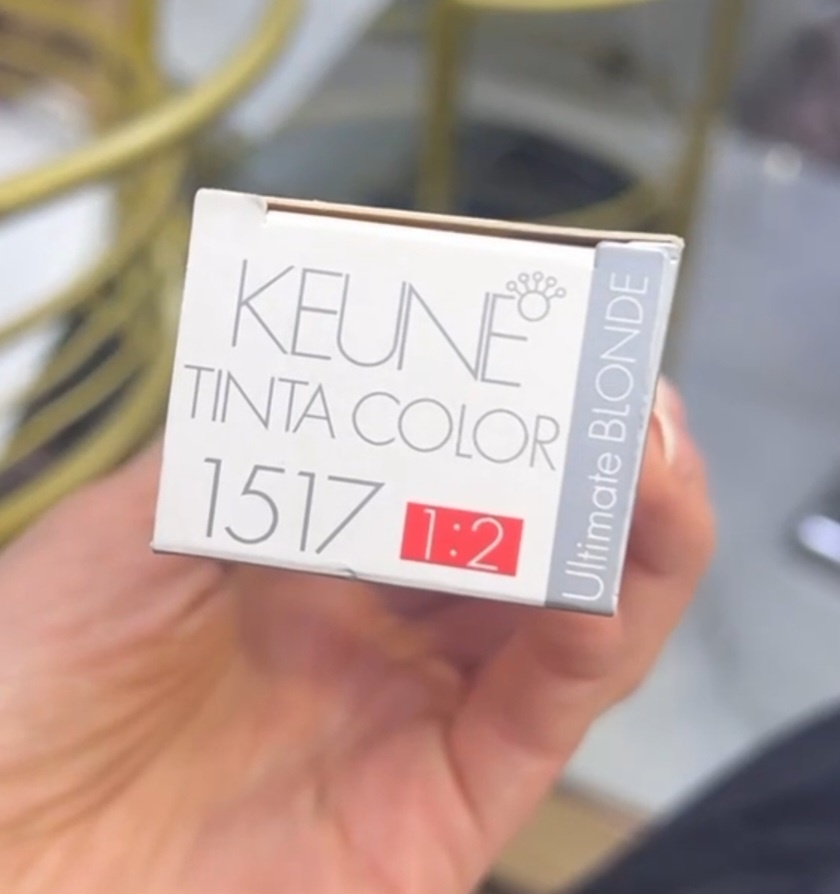 KEUNE
TINTA COLOR
1517 1:2
Ultimate BLONDE